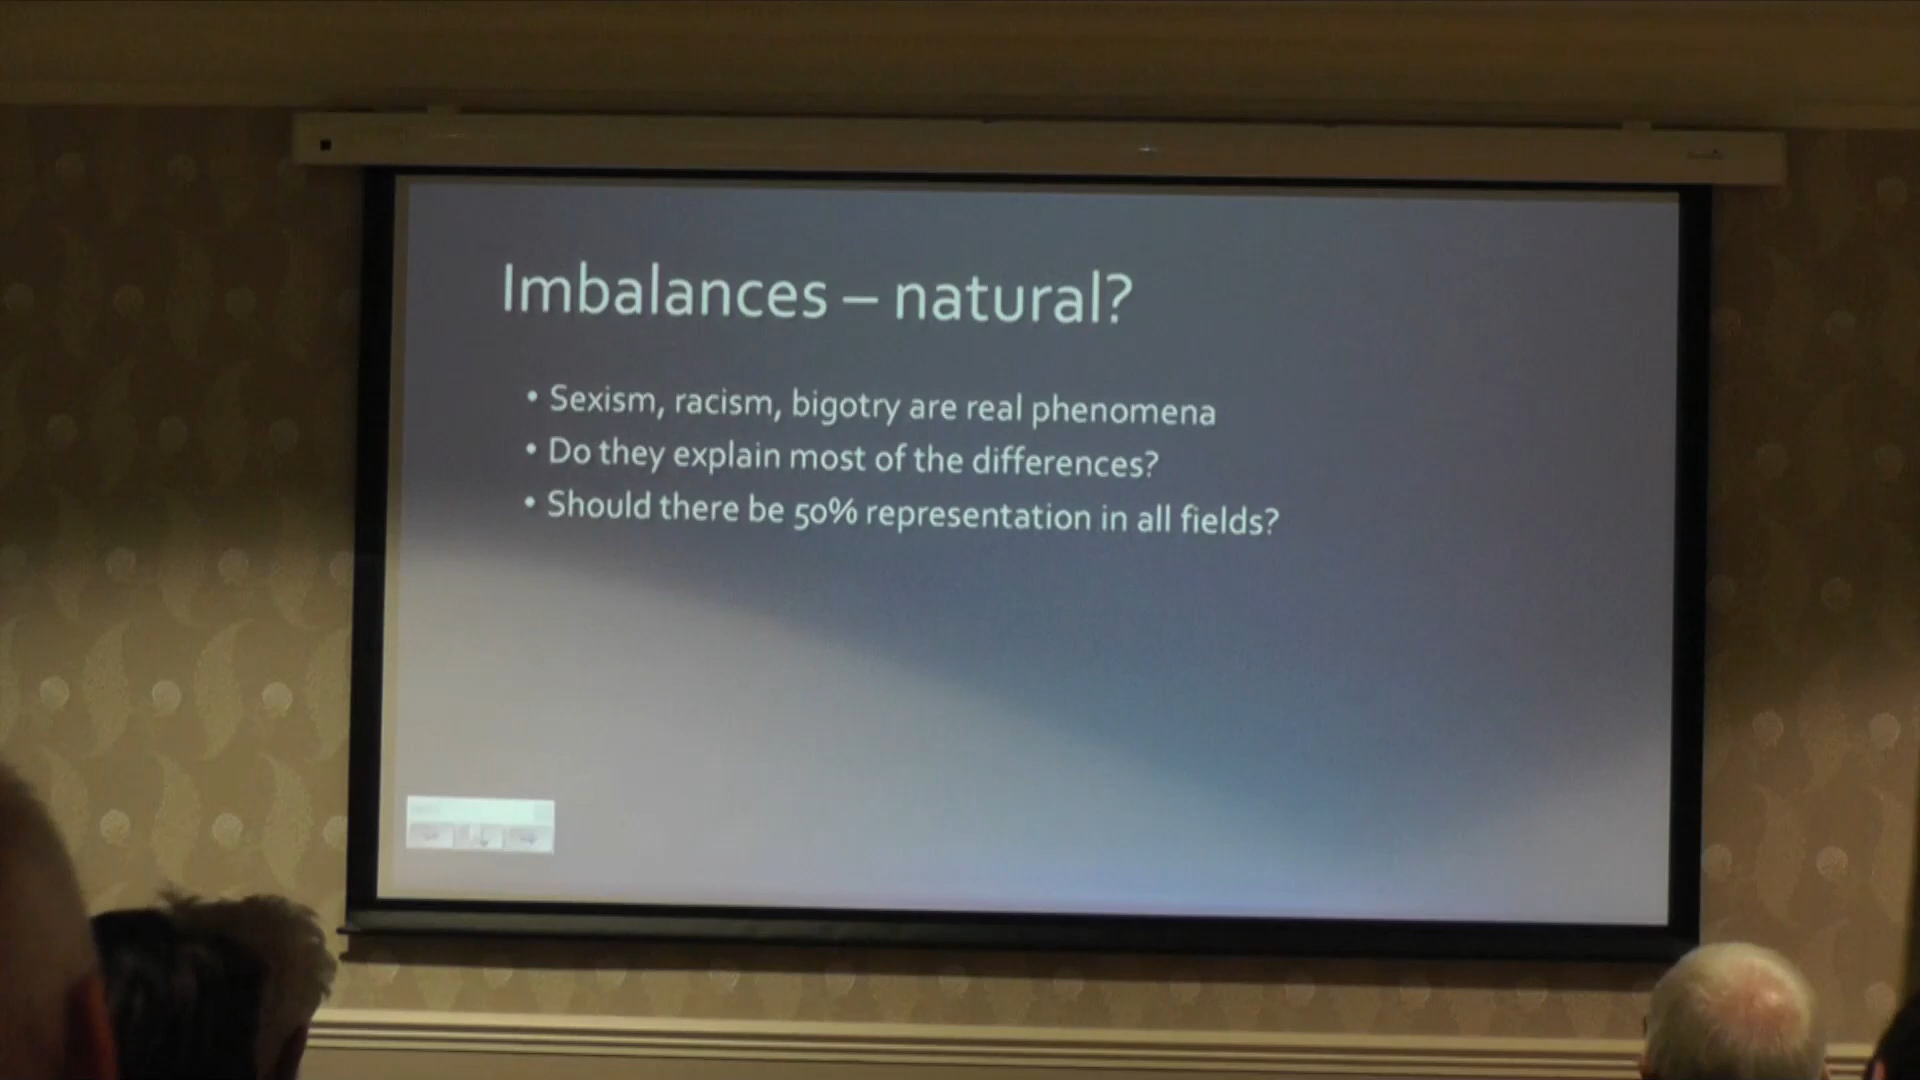 Imbalances – natural?
• Sexism, racism, bigotry are real phenomena
• Do they explain most of the differences?
• Should there be 50% representation in all fields?